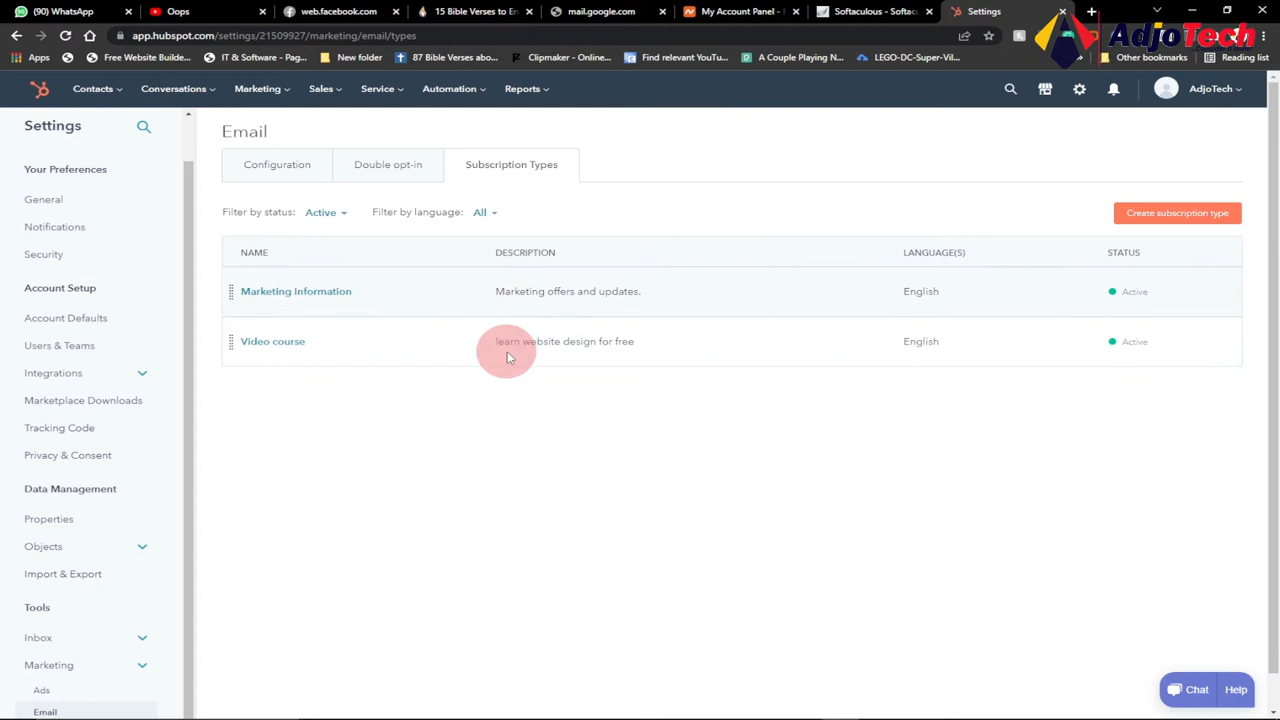 (90) WhatsApp
Oops
web.facebook.com
15 Bible Verses to En
mail.google.com
My Account Panel -
Softaculous - Softac
Settings
app.hubspot.com/settings/21509927/marketing/email/types
AdjoTech
Apps
Free Website Builder...
IT & Software - Pag...
New folder
87 Bible Verses abo...
Clipmaker - Online...
Find relevant YouTu...
A Couple Playing N...
LEGO-DC-Super-Vil...
Other bookmarks
Reading list
Contacts
Conversations
Marketing
Sales
Service
Automation
Reports
AdjoTech
Settings
Your Preferences
General
Notifications
Security
Account Setup
Account Defaults
Users & Teams
Integrations
Marketplace Downloads
Tracking Code
Privacy & Consent
Data Management
Properties
Objects
Import & Export
Tools
Inbox
Marketing
Ads
Email
Email
Configuration
Double opt-in
Subscription Types
Filter by status: Active
Filter by language: All
Create subscription type
NAME DESCRIPTION LANGUAGE(S) STATUS
Marketing Information Marketing offers and updates. English Active
Video course learn website design for free English Active
Chat
Help